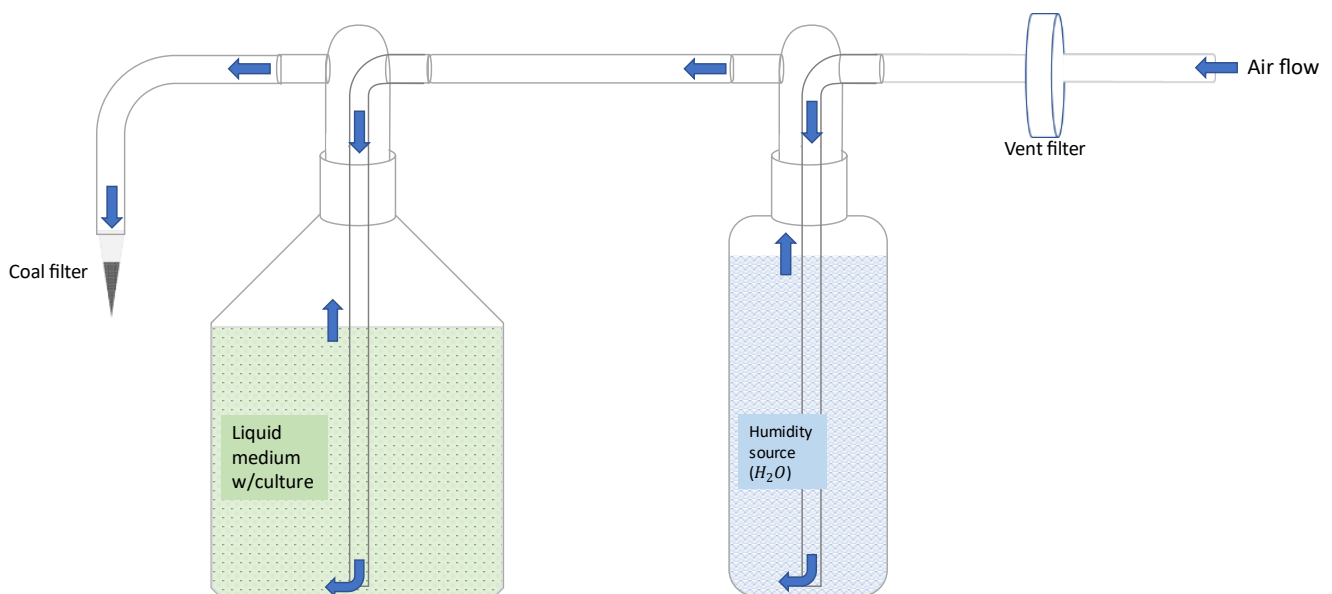 Air flow
Vent filter
Coal filter
Liquid
medium
w/culture
Humidity
source
(H₂O)